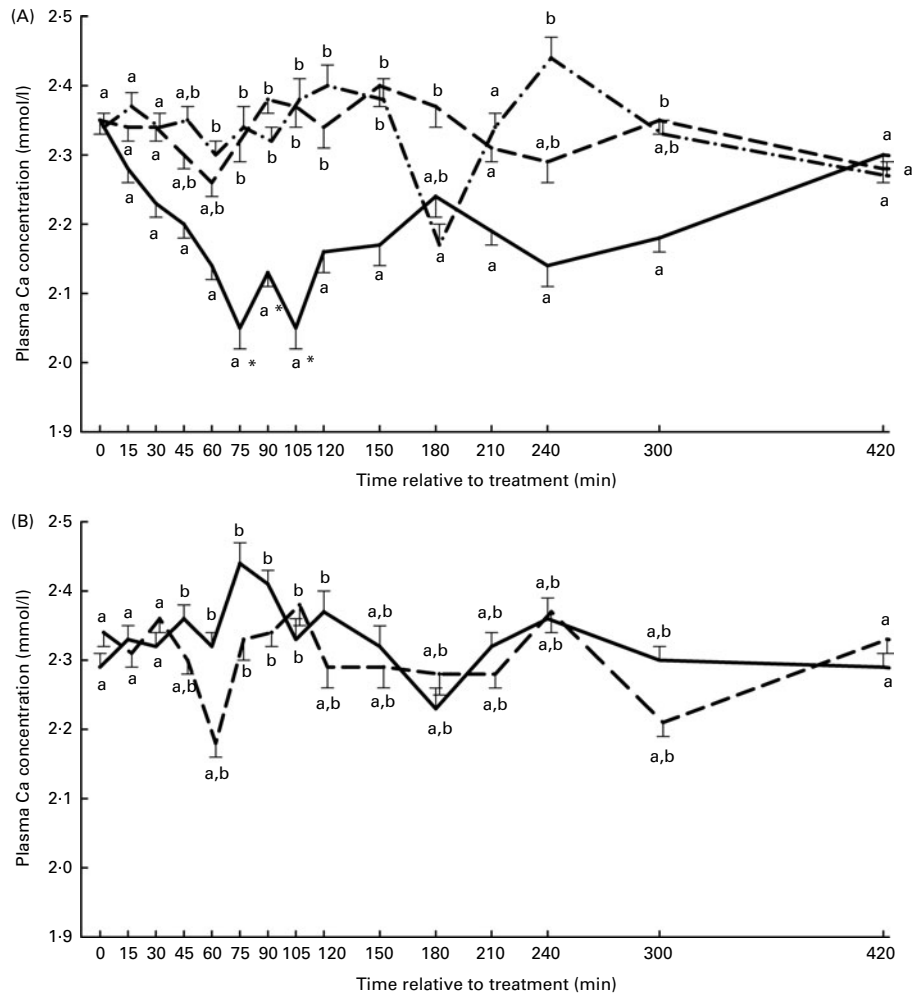 (A)
2·5
2·4
2·3
2·2
2·1
2·0
1·9
Plasma Ca concentration (mmol/l)
a a a,b b b b b b b b a b b a
a a a,b a,b b b b b b a,b a a,b a,b a
a a a a a a a a a a a a a a
a * a * a *
0 15 30 45 60 75 90 105 120 150 180 210 240 300 420
Time relative to treatment (min)
(B)
2·5
2·4
2·3
2·2
2·1
2·0
1·9
Plasma Ca concentration (mmol/l)
a a a b b b b b b a,b a,b a,b a,b a,b a
a a a a,b a,b b b b a,b a,b a,b a,b a,b a,b a
0 15 30 45 60 75 90 105 120 150 180 210 240 300 420
Time relative to treatment (min)